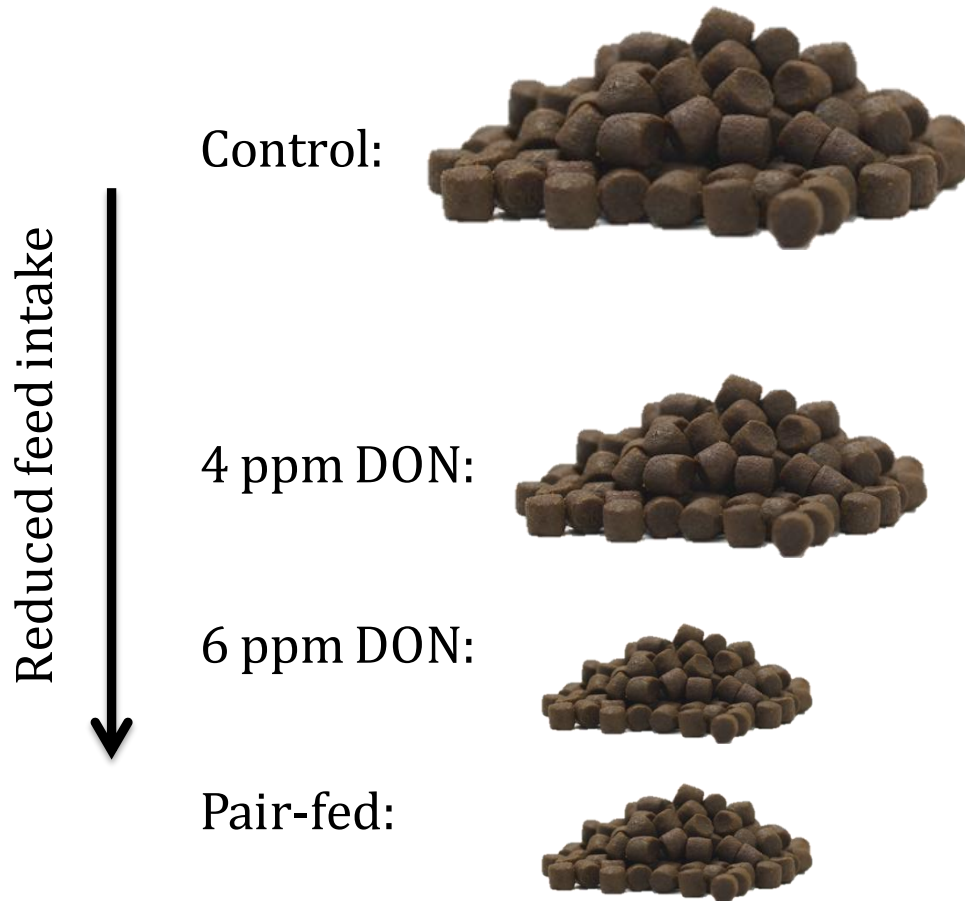 Reduced feed intake
Control:
4 ppm DON:
6 ppm DON:
Pair-fed: